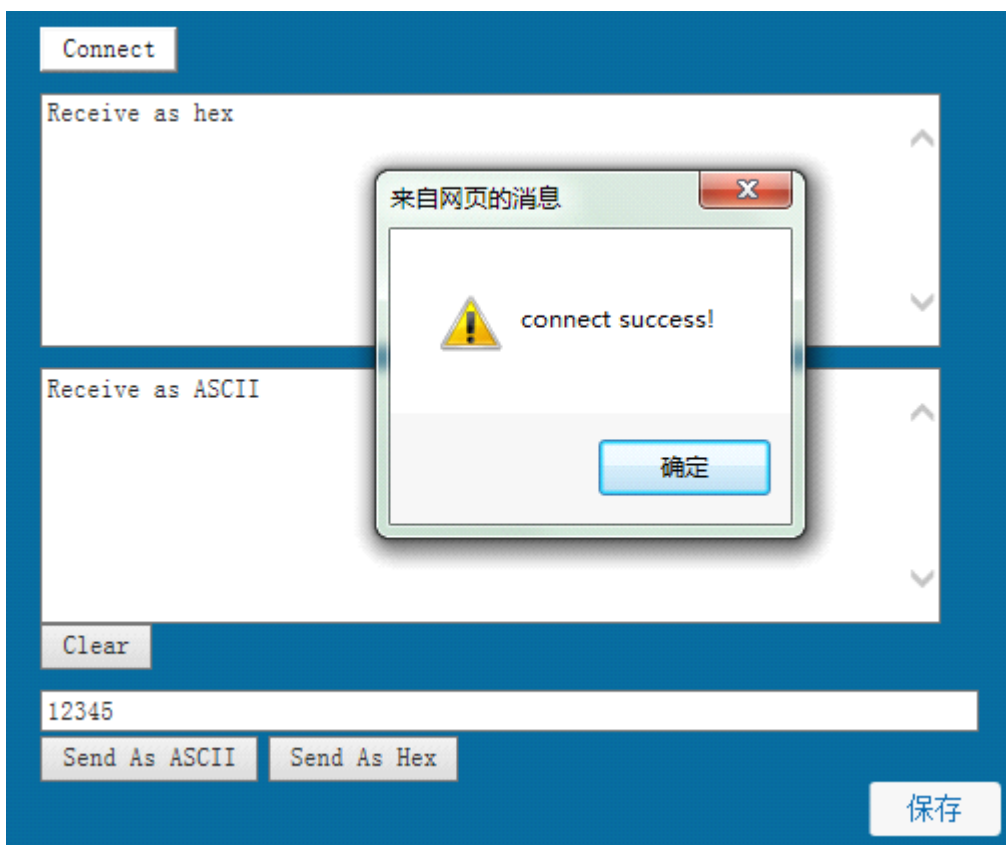 Connect
Receive as hex
来自网页的消息
connect success!
确定
Receive as ASCII
Clear
12345
Send As ASCII Send As Hex
保存